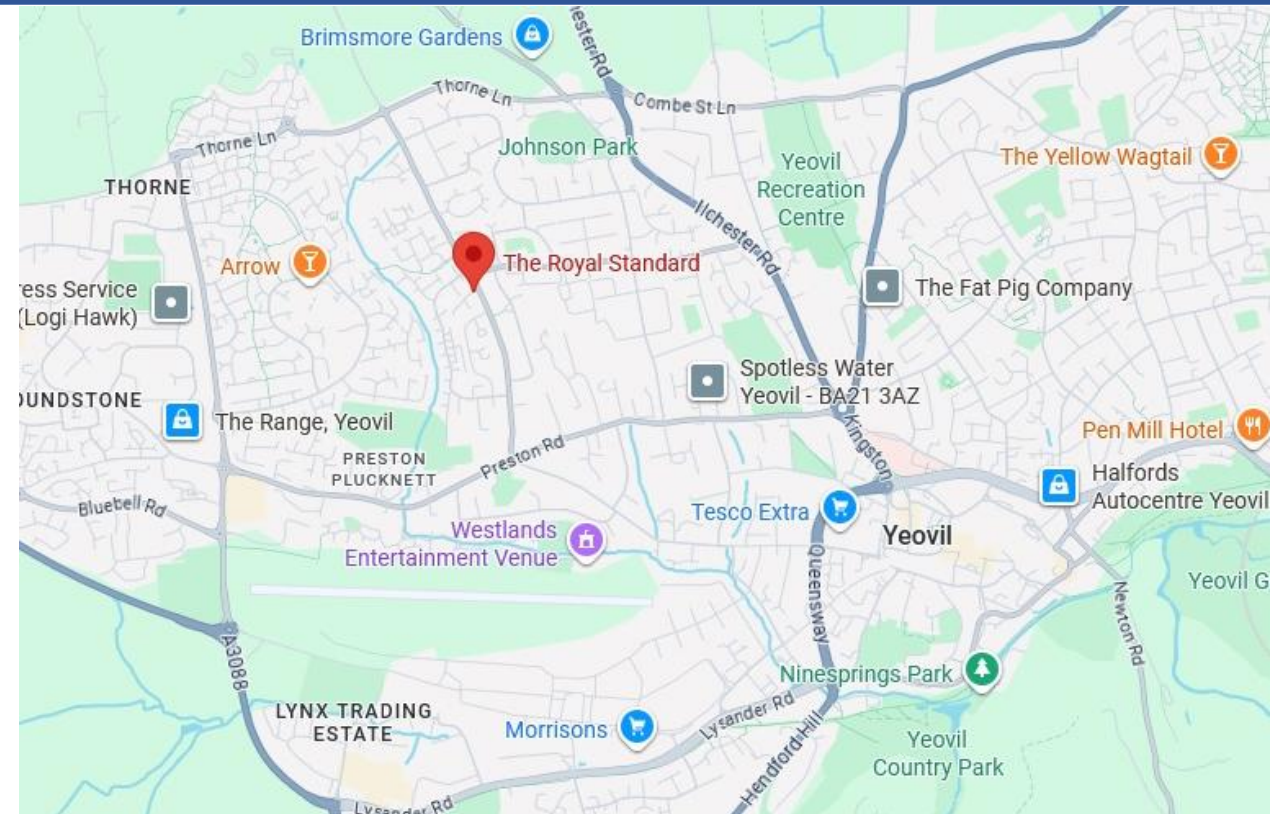 Brimsmore Gardens
ester Rd
Thorne Ln
Combe St Ln
Thorne Ln
Johnson Park
Yeovil
Recreation
Centre
The Yellow Wagtail
THORNE
Ilchester Rd
Arrow
The Royal Standard
ress Service
(Logi Hawk)
The Fat Pig Company
Spotless Water
Yeovil - BA21 3AZ
OUNDSTONE
The Range, Yeovil
Kingston
Pen Mill Hotel
Preston Rd
PRESTON
PLUCKNETT
Halfords
Autocentre Yeovil
Bluebell Rd
Tesco Extra
Westlands
Entertainment Venue
Yeovil
Queensway
Yeovil G
Newton Rd
A3088
Ninesprings Park
LYNX TRADING
ESTATE
Morrisons
Lysander Rd
Hendford Hill
Yeovil
Country Park
Lysander Rd